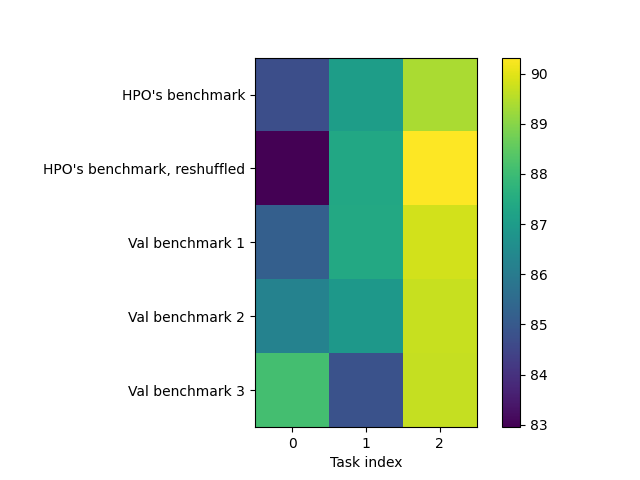 HPO's benchmark
HPO's benchmark, reshuffled
Val benchmark 1
Val benchmark 2
Val benchmark 3
0 1 2
Task index
90
89
88
87
86
85
84
83